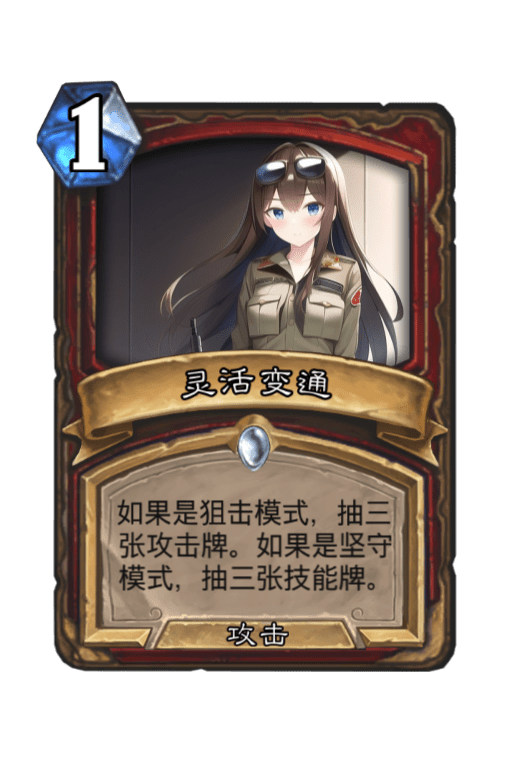 1
灵活变通
如果是狙击模式，抽三
张攻击牌。如果是坚守
模式，抽三张技能牌。
攻击